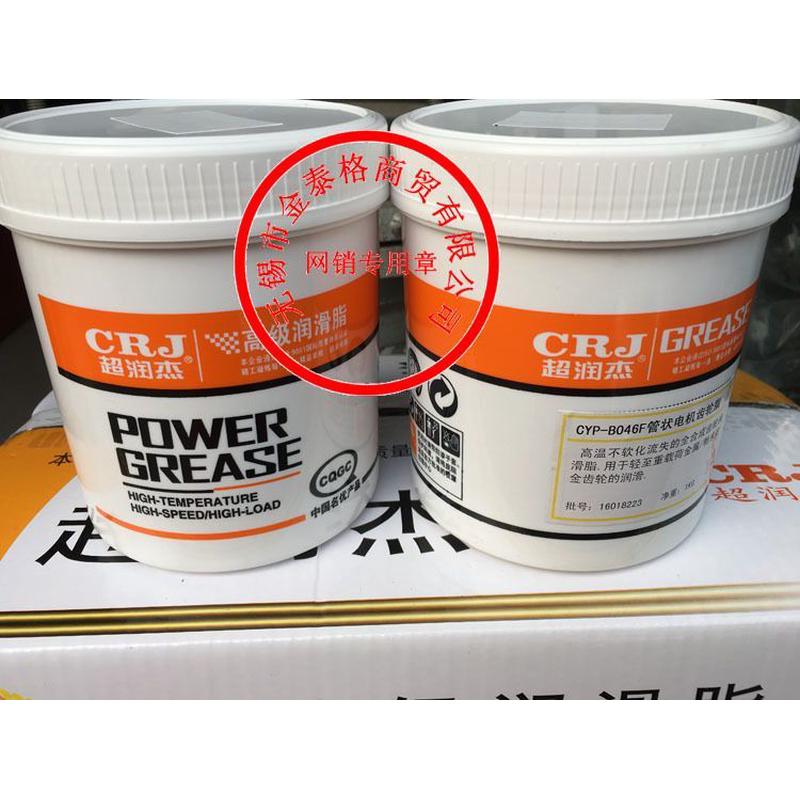 无锡市金泰格商贸有限公司
网销专用章
CRJ®
超润杰
高级润滑脂
POWER
GREASE
HIGH-TEMPERATURE
HIGH-SPEED/HIGH-LOAD
CQGC
中国名优产品
CRJ®
超润杰
GREASE
CYP-B046F管状电机齿轮脂
高温不软化流失的全合成
滑脂.用于轻至重载荷金属/
金齿轮的润滑.
批号: 16018223
净重: 1KG
CRJ
超润